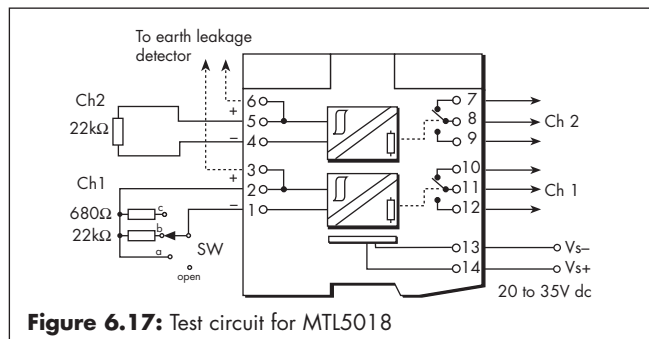 To earth leakage
detector
Ch2
22kΩ
+
−
6
5
4
3
2
1
7
8
9
Ch 2
10
11
12
Ch 1
+
−
Ch1
680Ω
22kΩ
c
b
a
SW
open
13
14
Vs−
Vs+
20 to 35V dc
Figure 6.17: Test circuit for MTL5018